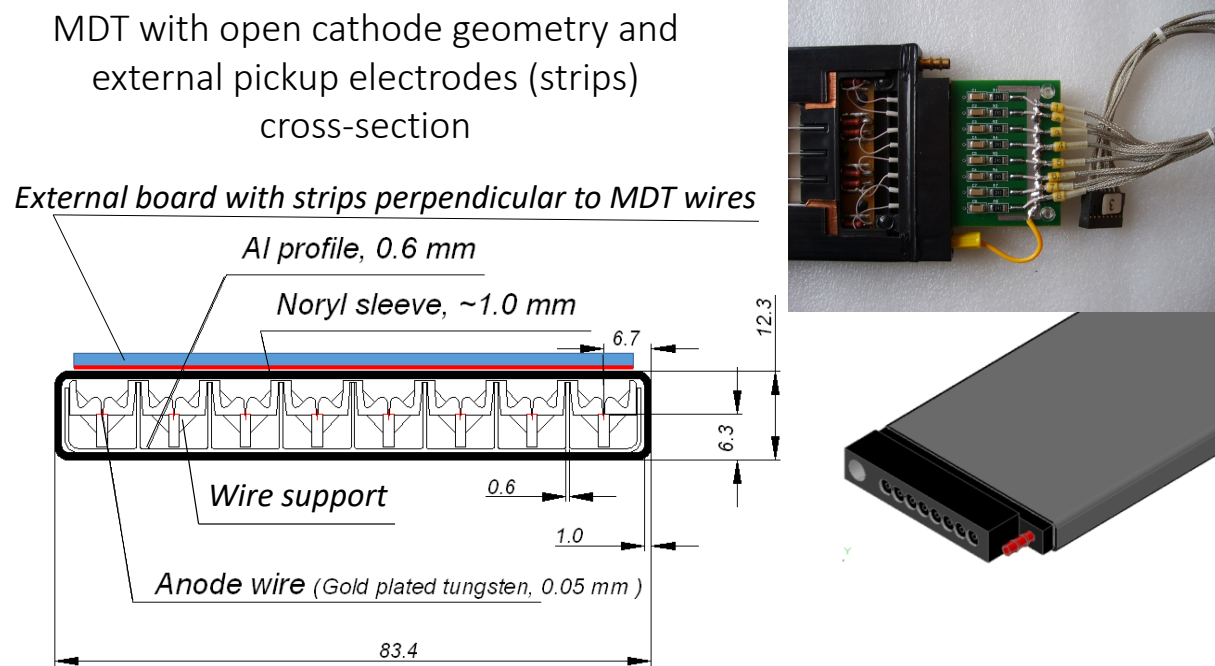 MDT with open cathode geometry and
external pickup electrodes (strips)
cross-section
External board with strips perpendicular to MDT wires
Al profile, 0.6 mm
Noryl sleeve, ~1.0 mm
6.7
12.3
6.3
0.6
Wire support
1.0
Anode wire (Gold plated tungsten, 0.05 mm )
83.4
Y